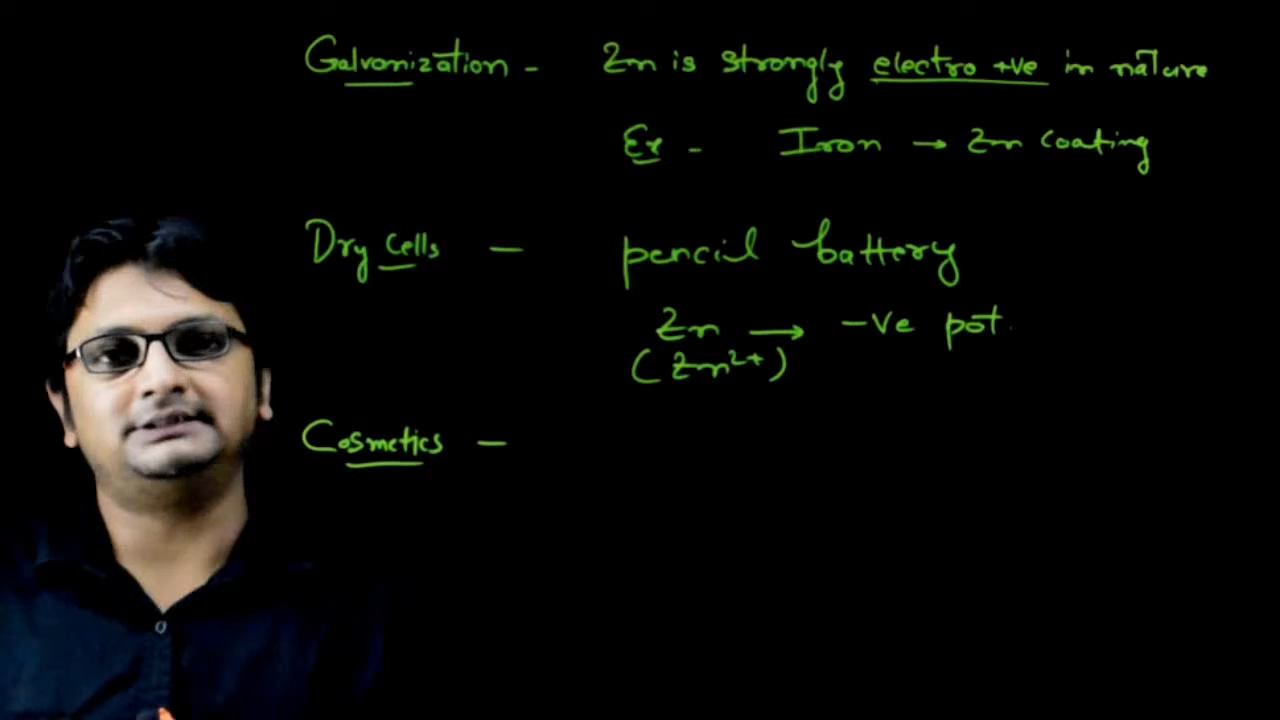 Galvanization - Zn is strongly electro +ve in nature
Ex - Iron → Zn coating
Dry Cells - pencil battery
Zn → -ve pot.
(Zn²⁺)
Cosmetics -